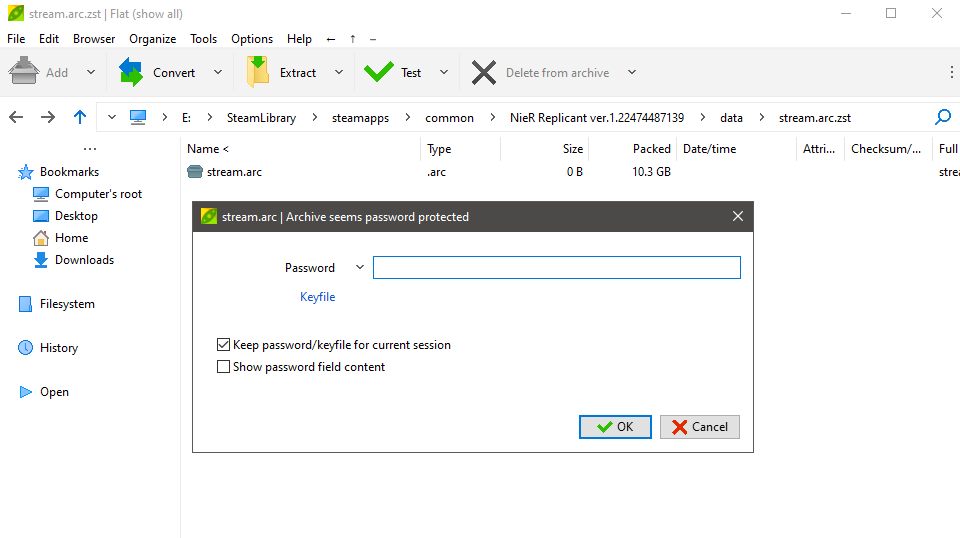 stream.arc.zst | Flat (show all)
File Edit Browser Organize Tools Options Help ← ↑ –
Add Convert Extract Test Delete from archive
E: > SteamLibrary > steamapps > common > NieR Replicant ver.1.22474487139 > data > stream.arc.zst
...
Name < Type Size Packed Date/time Attri... Checksum/... Full
stream.arc .arc 0 B 10.3 GB strea
Bookmarks
Computer's root
Desktop
Home
Downloads
Filesystem
History
Open
stream.arc | Archive seems password protected
Password
Keyfile
Keep password/keyfile for current session
Show password field content
OK Cancel